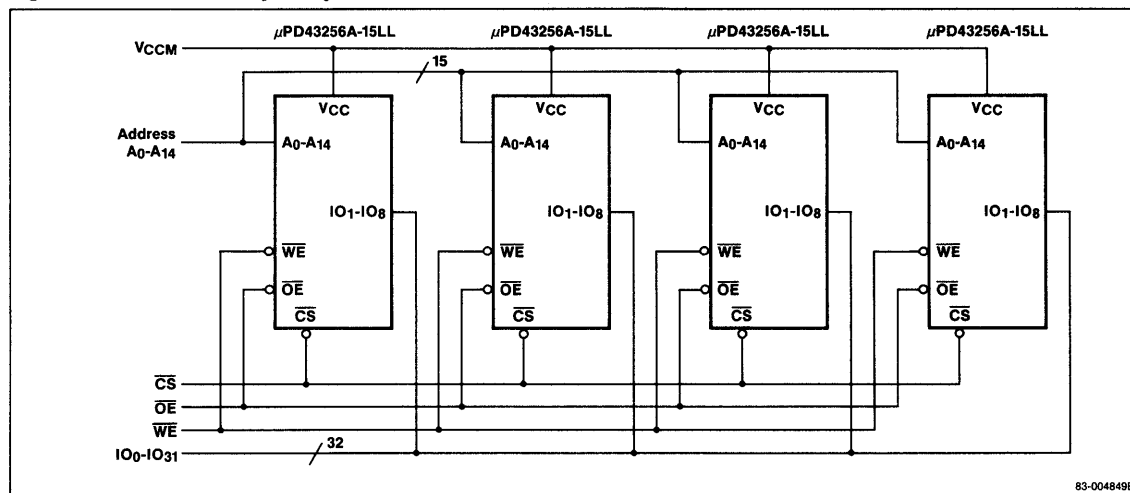 µPD43256A-15LL µPD43256A-15LL µPD43256A-15LL µPD43256A-15LL
VCCM
15
VCC VCC VCC VCC
Address
A0-A14
A0-A14 A0-A14 A0-A14 A0-A14
IO1-IO8 IO1-IO8 IO1-IO8 IO1-IO8
WE WE WE WE
OE OE OE OE
CS CS CS CS
CS
OE
WE
32
IO0-IO31